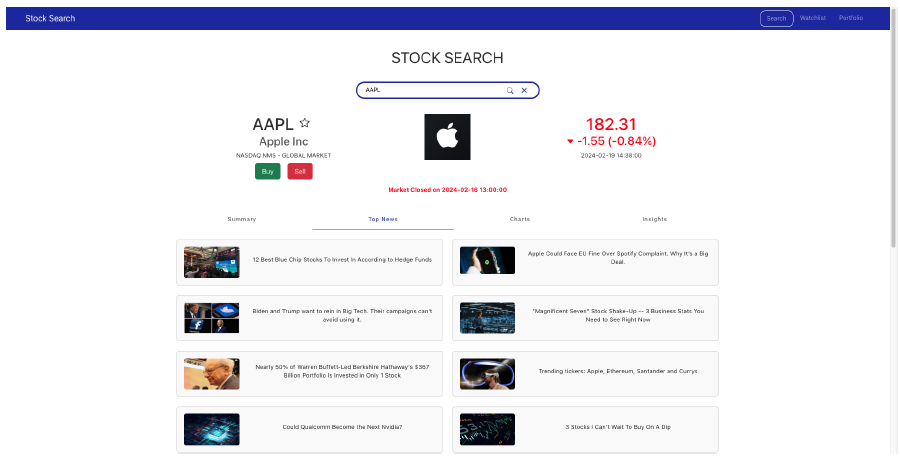 Stock Search
Search
Watchlist
Portfolio
STOCK SEARCH
AAPL
AAPL
Apple Inc
NASDAQ NMS - GLOBAL MARKET
Buy
Sell
182.31
-1.55 (-0.84%)
2024-02-19 14:38:00
Market Closed on 2024-02-16 13:00:00
Summary
Top News
Charts
Insights
12 Best Blue Chip Stocks To Invest In According to Hedge Funds
Apple Could Face EU Fine Over Spotify Complaint. Why It's a Big
Deal.
Biden and Trump want to rein in Big Tech. Their campaigns can't
avoid using it.
"Magnificent Seven" Stock Shake-Up -- 3 Business Stats You
Need to See Right Now
Nearly 50% of Warren Buffett-Led Berkshire Hathaway's $367
Billion Portfolio Is Invested in Only 1 Stock
Trending tickers: Apple, Ethereum, Santander and Currys
Could Qualcomm Become the Next Nvidia?
3 Stocks I Can't Wait To Buy On A Dip